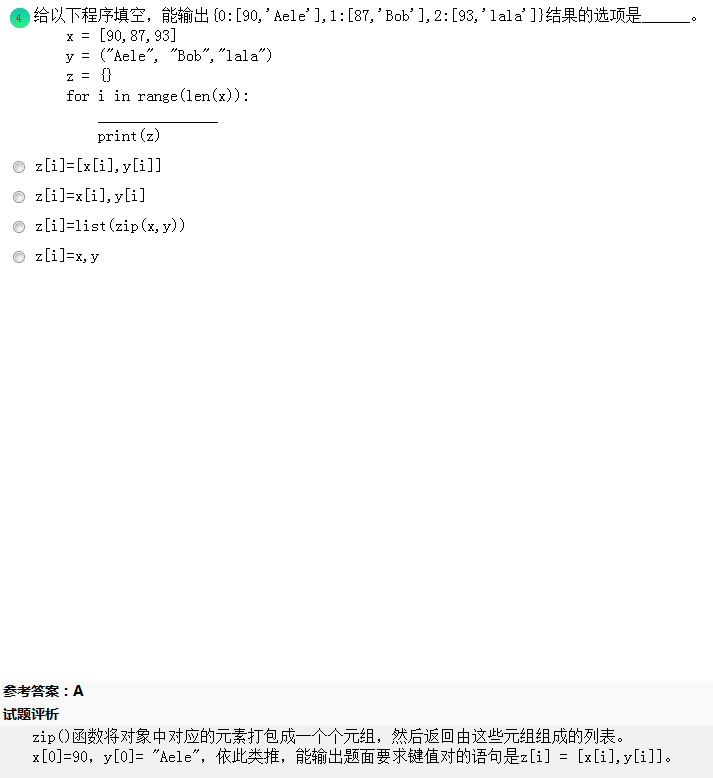 4 给以下程序填空，能输出{0:[90,'Aele'],1:[87,'Bob'],2:[93,'lala']}结果的选项是______。
x = [90,87,93]
y = ("Aele", "Bob","lala")
z = {}
for i in range(len(x)):
_______________
print(z)
z[i]=[x[i],y[i]]
z[i]=x[i],y[i]
z[i]=list(zip(x,y))
z[i]=x,y
参考答案：A
试题评析
zip()函数将对象中对应的元素打包成一个个元组，然后返回由这些元组组成的列表。
x[0]=90，y[0]= "Aele"，依此类推，能输出题面要求键值对的语句是z[i] = [x[i],y[i]]。